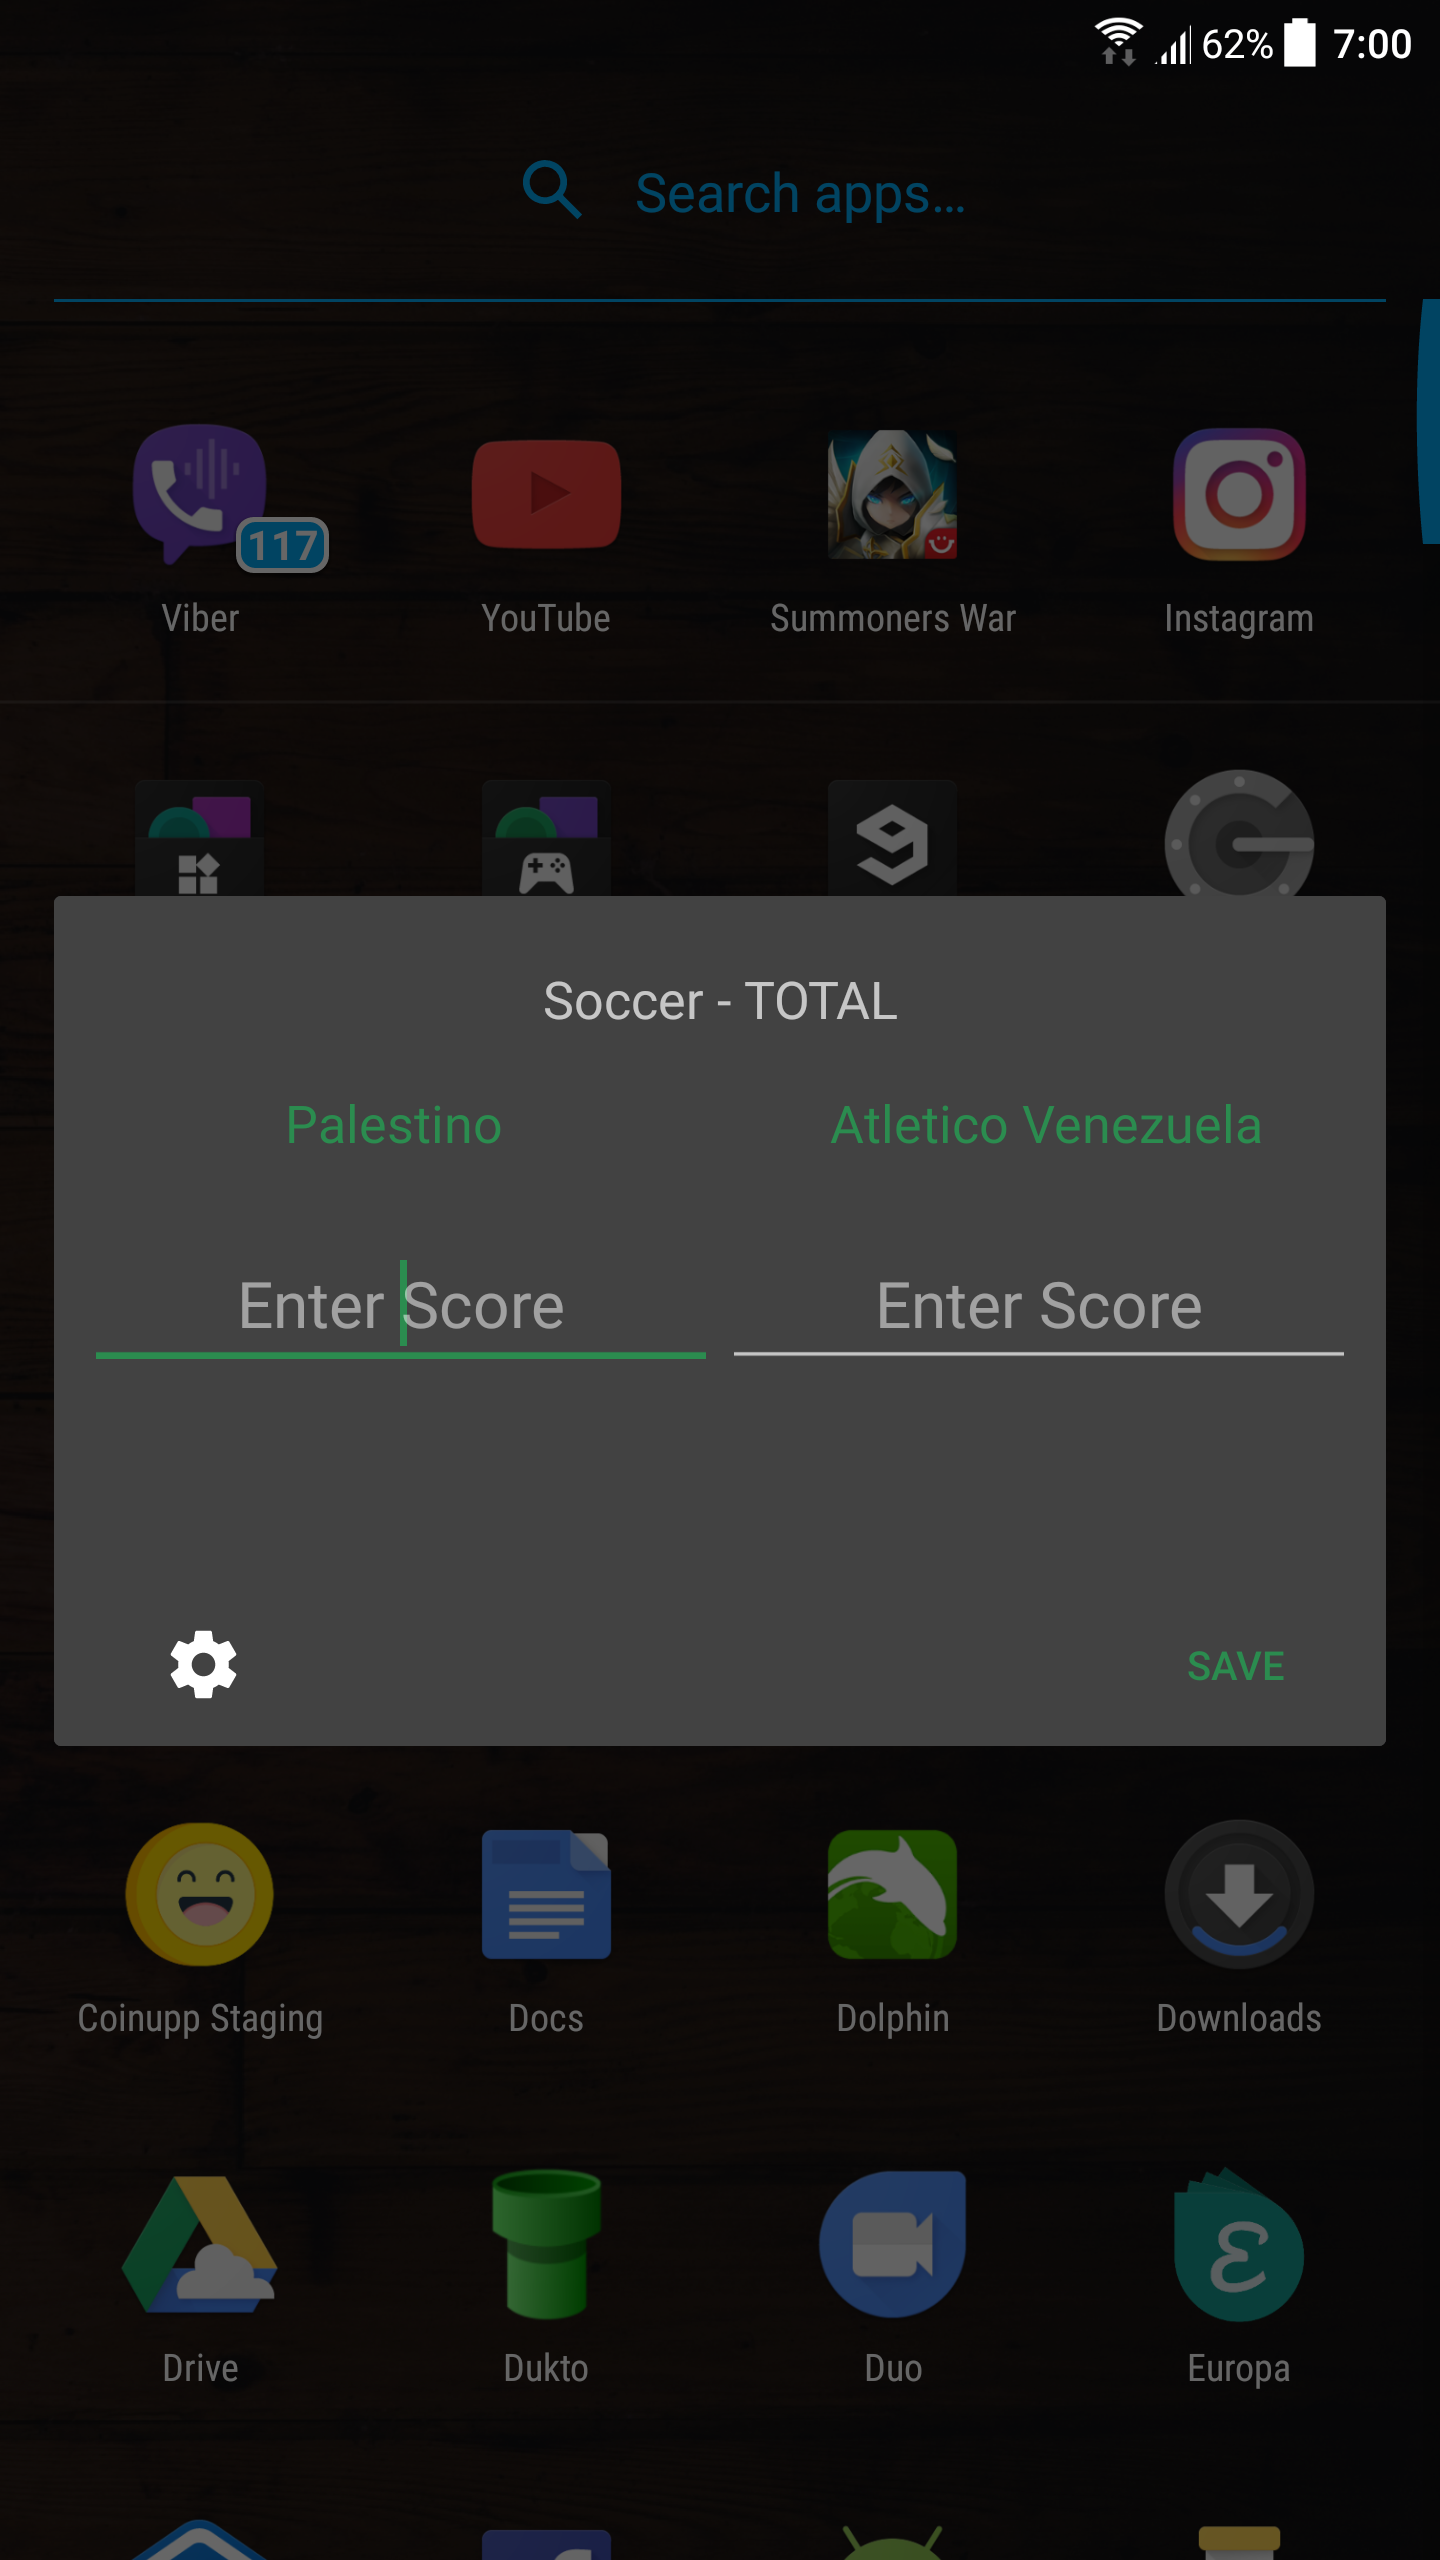 62% 7:00
Search apps...
117
Viber YouTube Summoners War Instagram
Soccer - TOTAL
Palestino Atletico Venezuela
Enter Score Enter Score
SAVE
Coinupp Staging Docs Dolphin Downloads
Drive Dukto Duo Europa